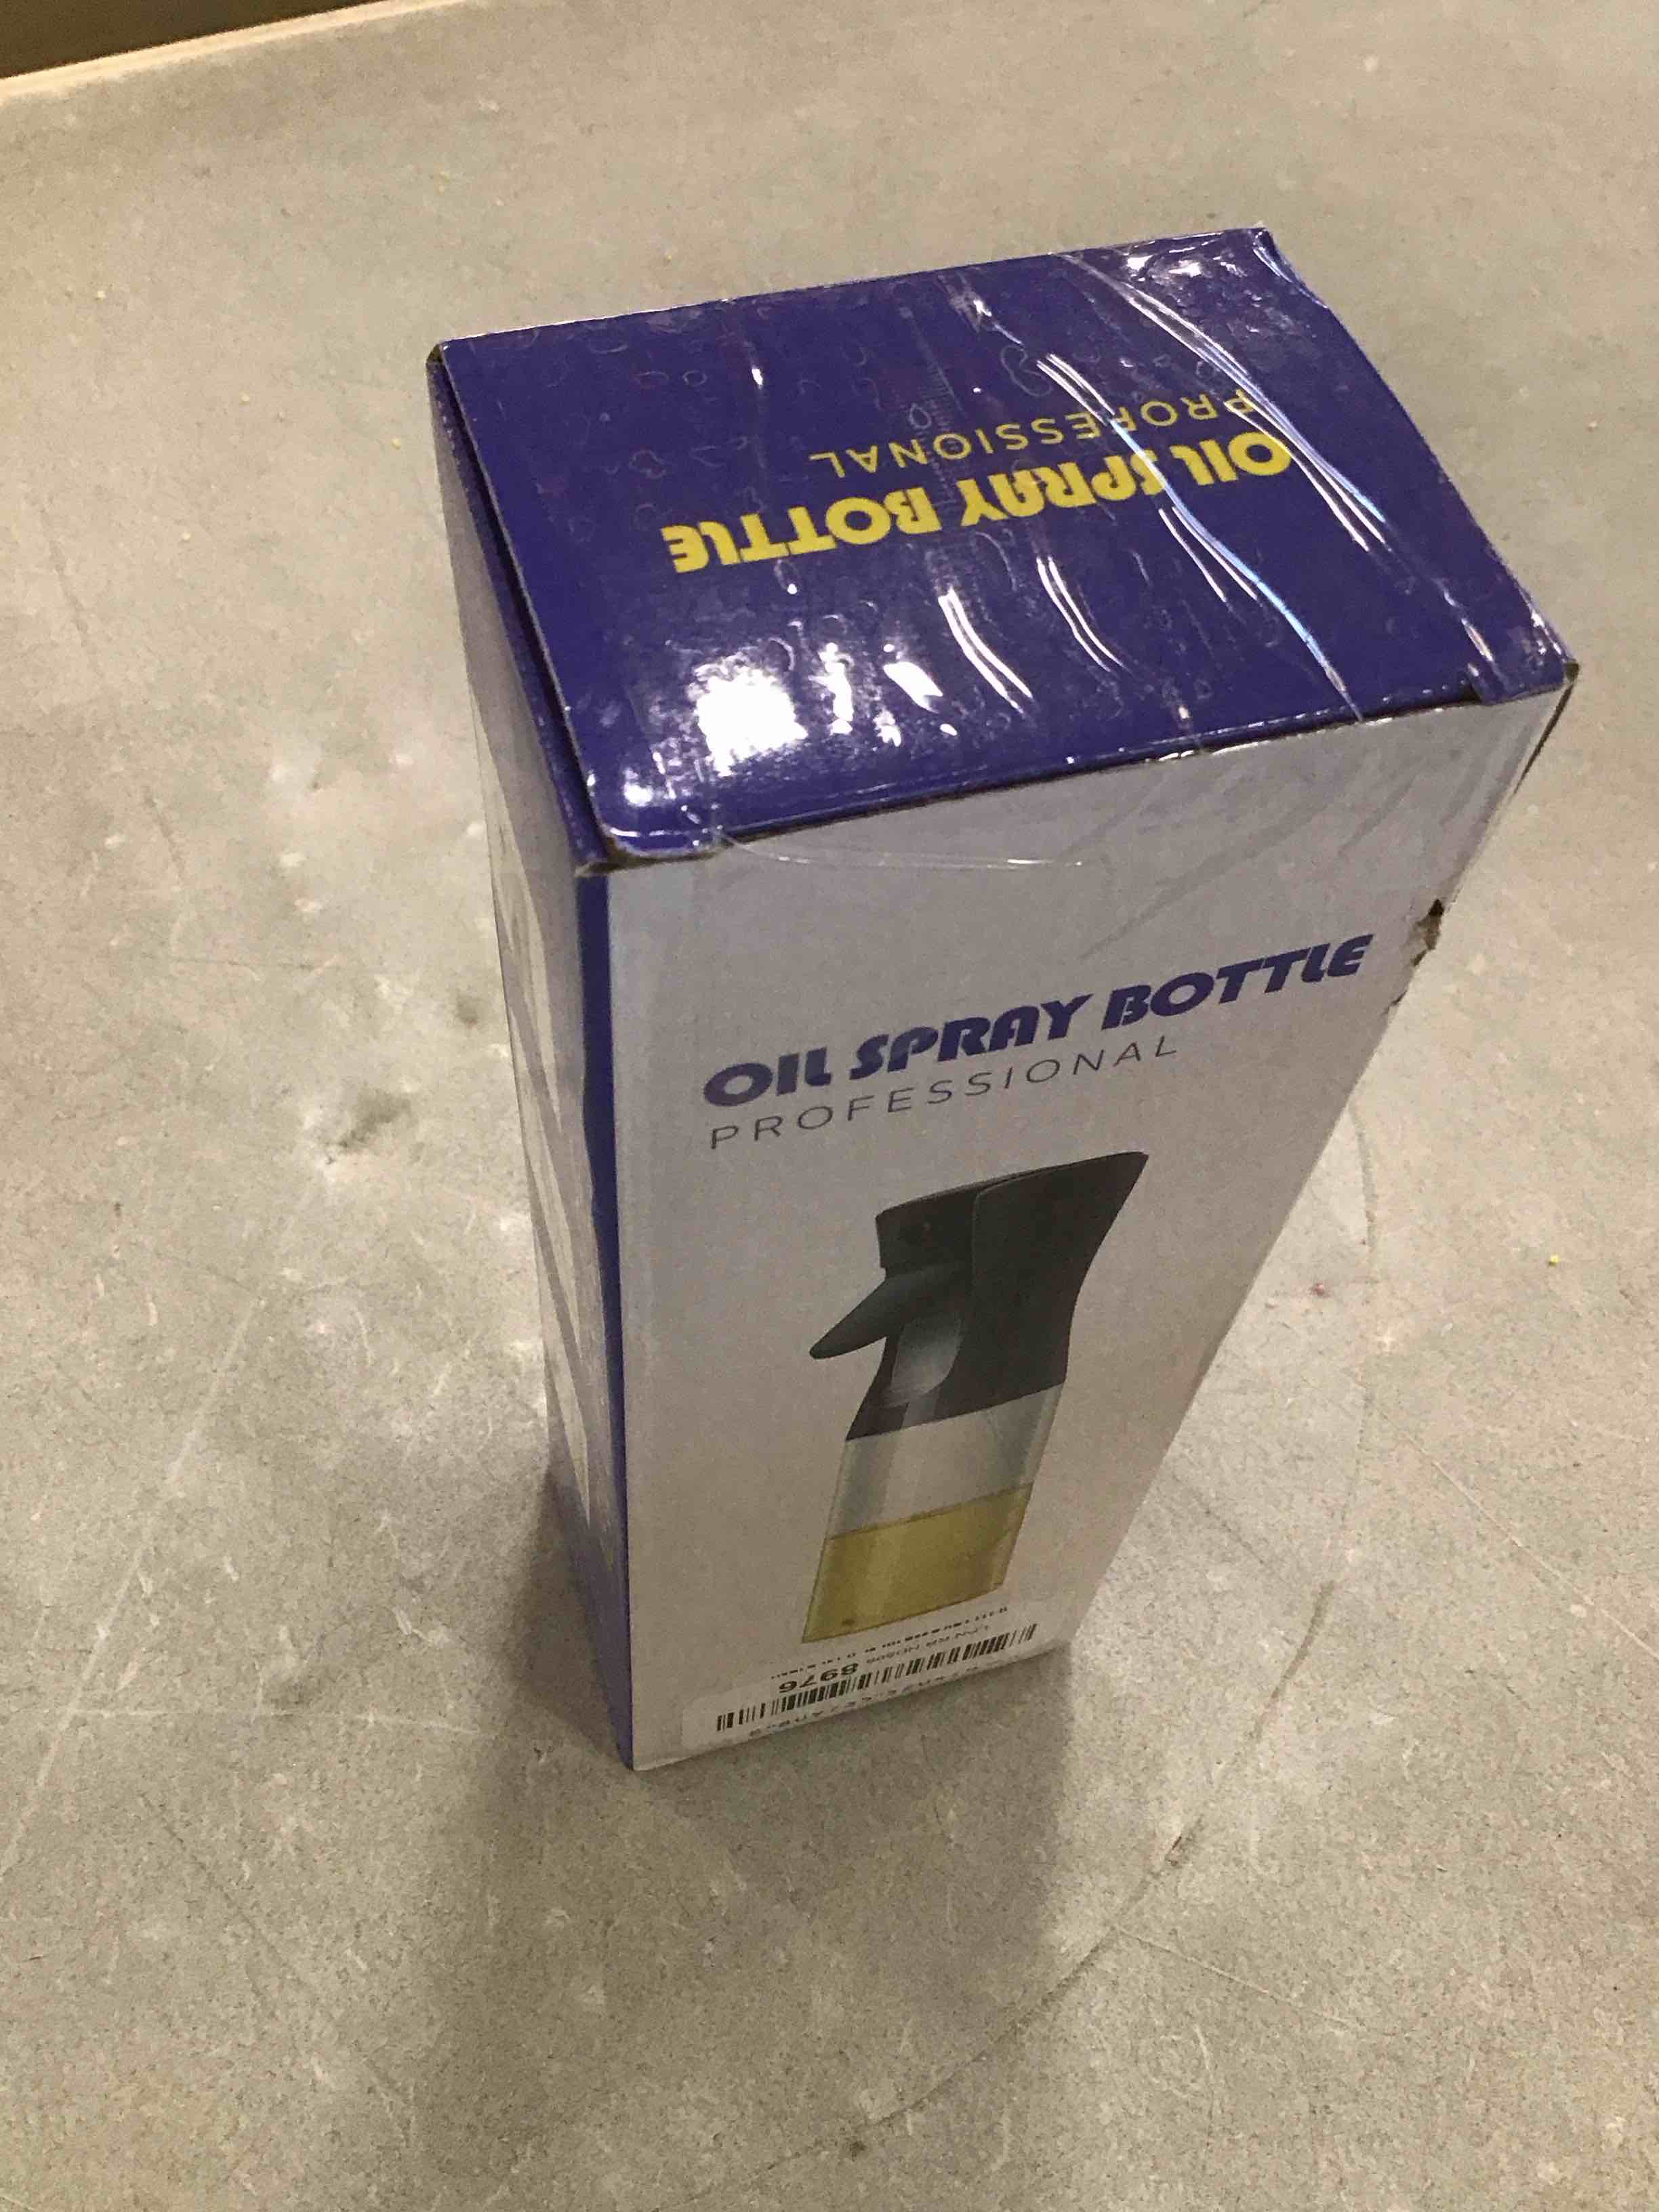 OIL SPRAY BOTTLE
PROFESSIONAL
OIL SPRAY BOTTLE
PROFESSIONAL
8976